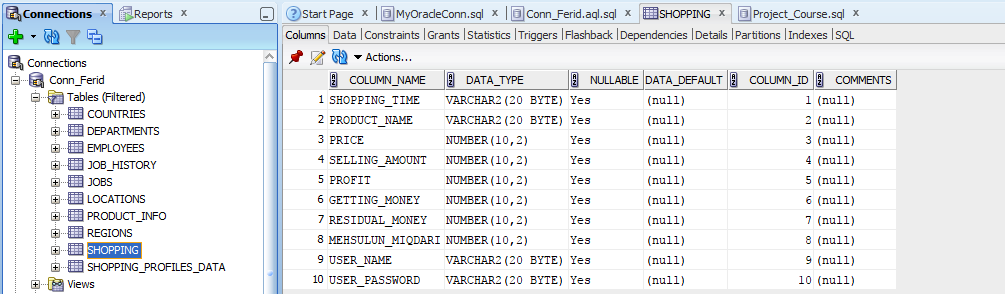 Connections x Reports x
Start Page x MyOradeConn.sql x Conn_Ferid.aql.sql x SHOPPING x Project_Course.sql x
Columns Data Constraints Grants Statistics Triggers Flashback Dependencies Details Partitions Indexes SQL
Actions...
Connections
Conn_Ferid
Tables (Filtered)
COUNTRIES
DEPARTMENTS
EMPLOYEES
JOB_HISTORY
JOBS
LOCATIONS
PRODUCT_INFO
REGIONS
SHOPPING
SHOPPING_PROFILES_DATA
Views
COLUMN_NAME DATA_TYPE NULLABLE DATA_DEFAULT COLUMN_ID COMMENTS
1 SHOPPING_TIME VARCHAR2(20 BYTE) Yes (null) 1 (null)
2 PRODUCT_NAME VARCHAR2(20 BYTE) Yes (null) 2 (null)
3 PRICE NUMBER(10,2) Yes (null) 3 (null)
4 SELLING_AMOUNT NUMBER(10,2) Yes (null) 4 (null)
5 PROFIT NUMBER(10,2) Yes (null) 5 (null)
6 GETTING_MONEY NUMBER(10,2) Yes (null) 6 (null)
7 RESIDUAL_MONEY NUMBER(10,2) Yes (null) 7 (null)
8 MEHSULUN_MIQDARI NUMBER(10,2) Yes (null) 8 (null)
9 USER_NAME VARCHAR2(20 BYTE) Yes (null) 9 (null)
10 USER_PASSWORD VARCHAR2(20 BYTE) Yes (null) 10 (null)